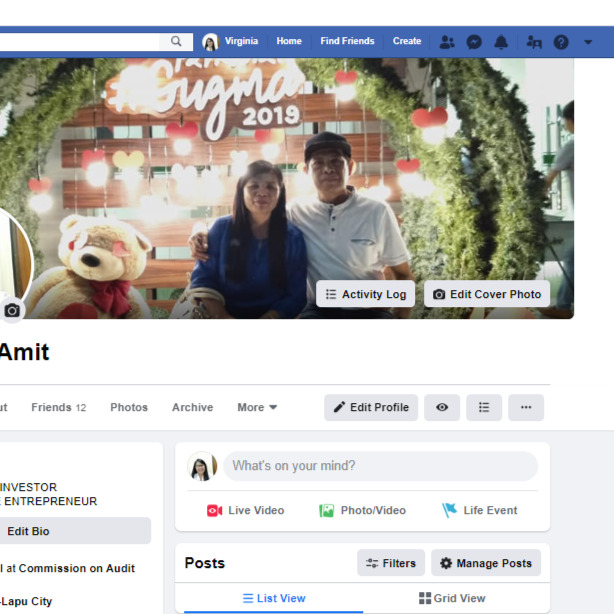 Virginia Home Find Friends Create
#Sugma
2019
Activity Log Edit Cover Photo
Amit
ut Friends 12 Photos Archive More Edit Profile
INVESTOR
E ENTREPRENEUR
Edit Bio
l at Commission on Audit
-Lapu City
What's on your mind?
Live Video Photo/Video Life Event
Posts Filters Manage Posts
List View Grid View